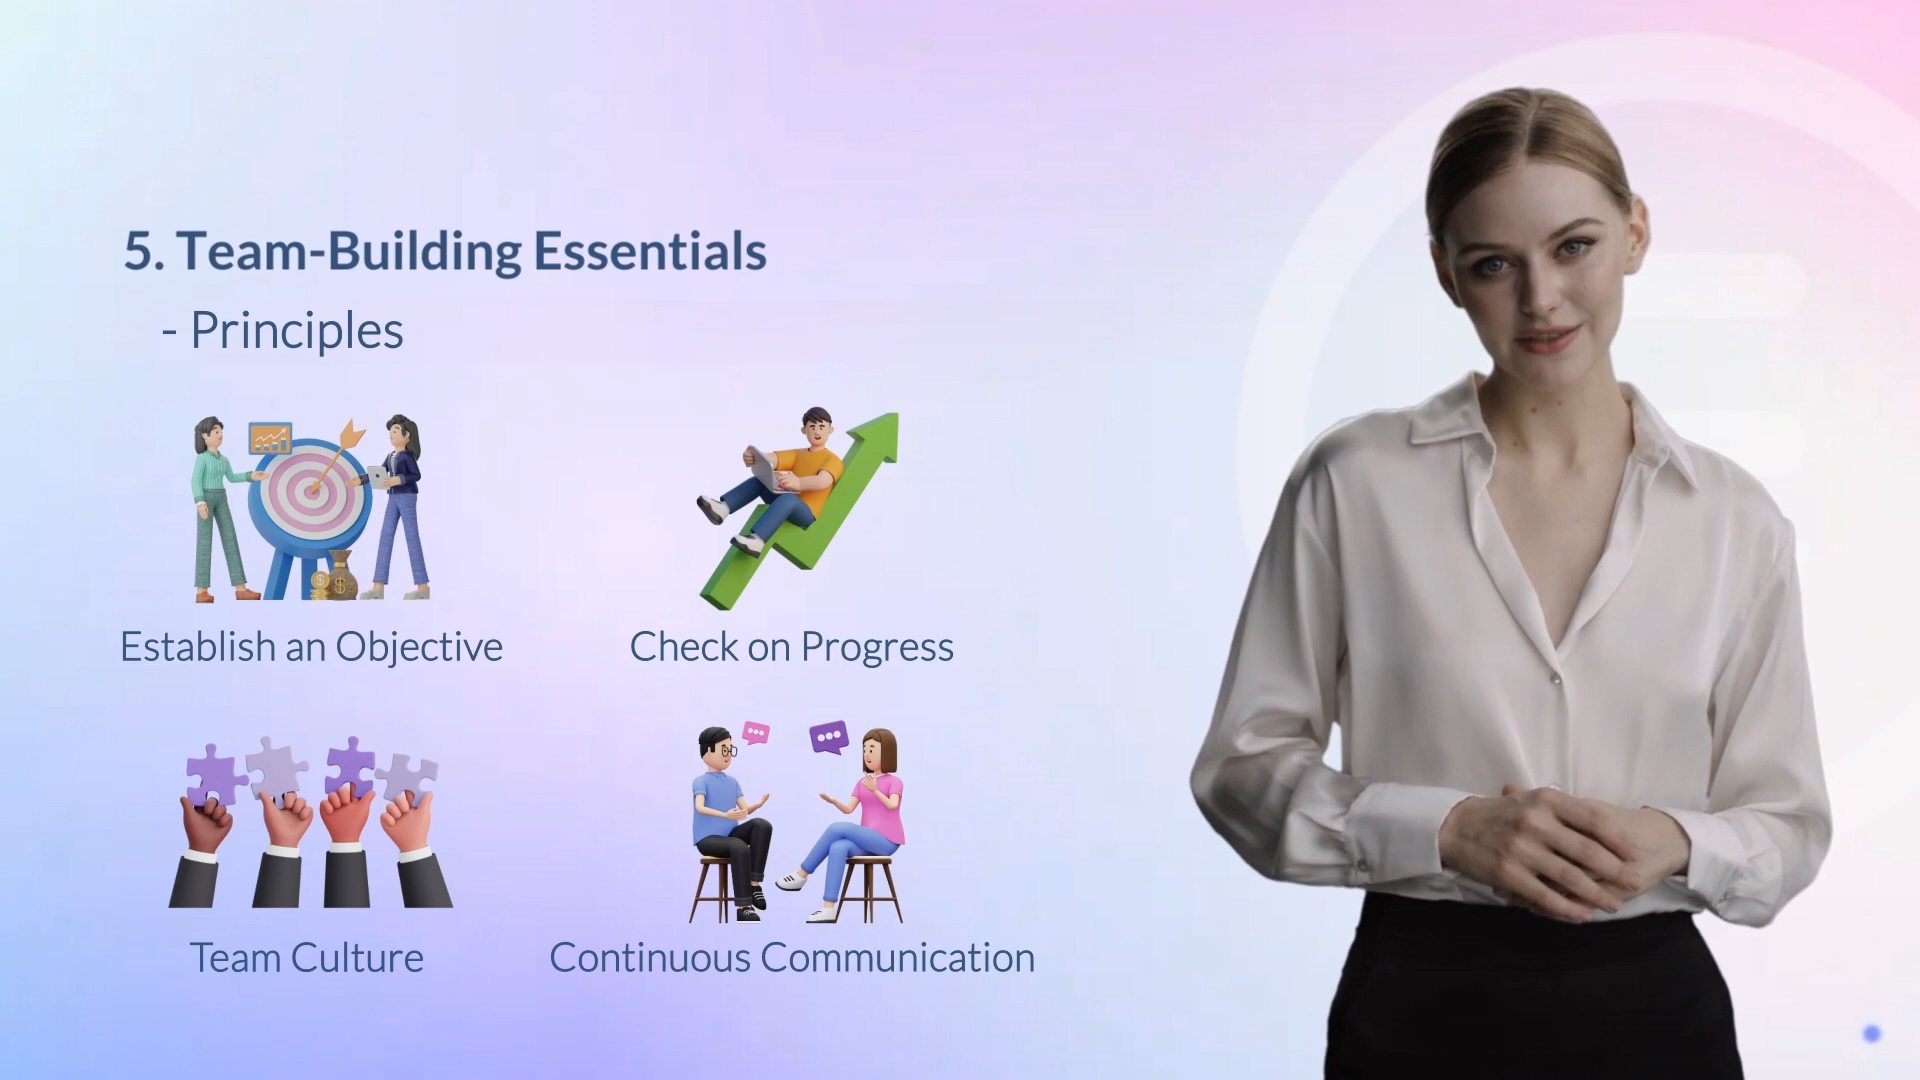 5. Team-Building Essentials
- Principles
Establish an Objective
Check on Progress
Team Culture
Continuous Communication